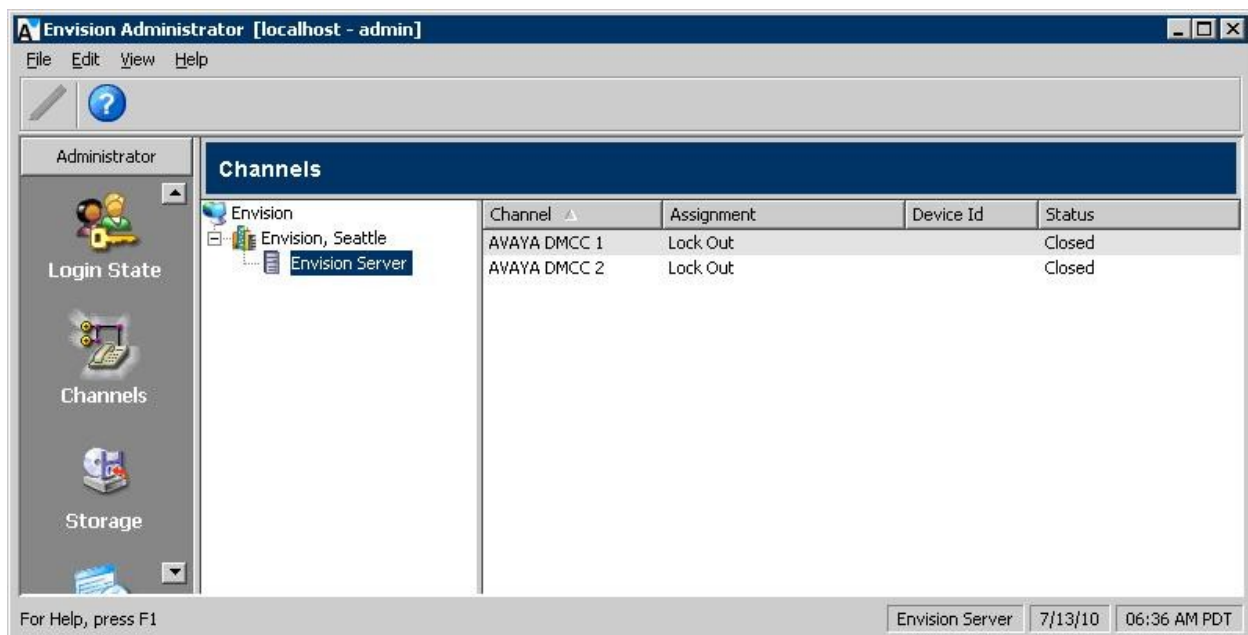 Envision Administrator [localhost - admin]
File Edit View Help
Administrator
Login State
Channels
Storage
Channels
Envision
Envision, Seattle
Envision Server
Channel Assignment Device Id Status
AVAYA DMCC 1 Lock Out Closed
AVAYA DMCC 2 Lock Out Closed
For Help, press F1
Envision Server 7/13/10 06:36 AM PDT